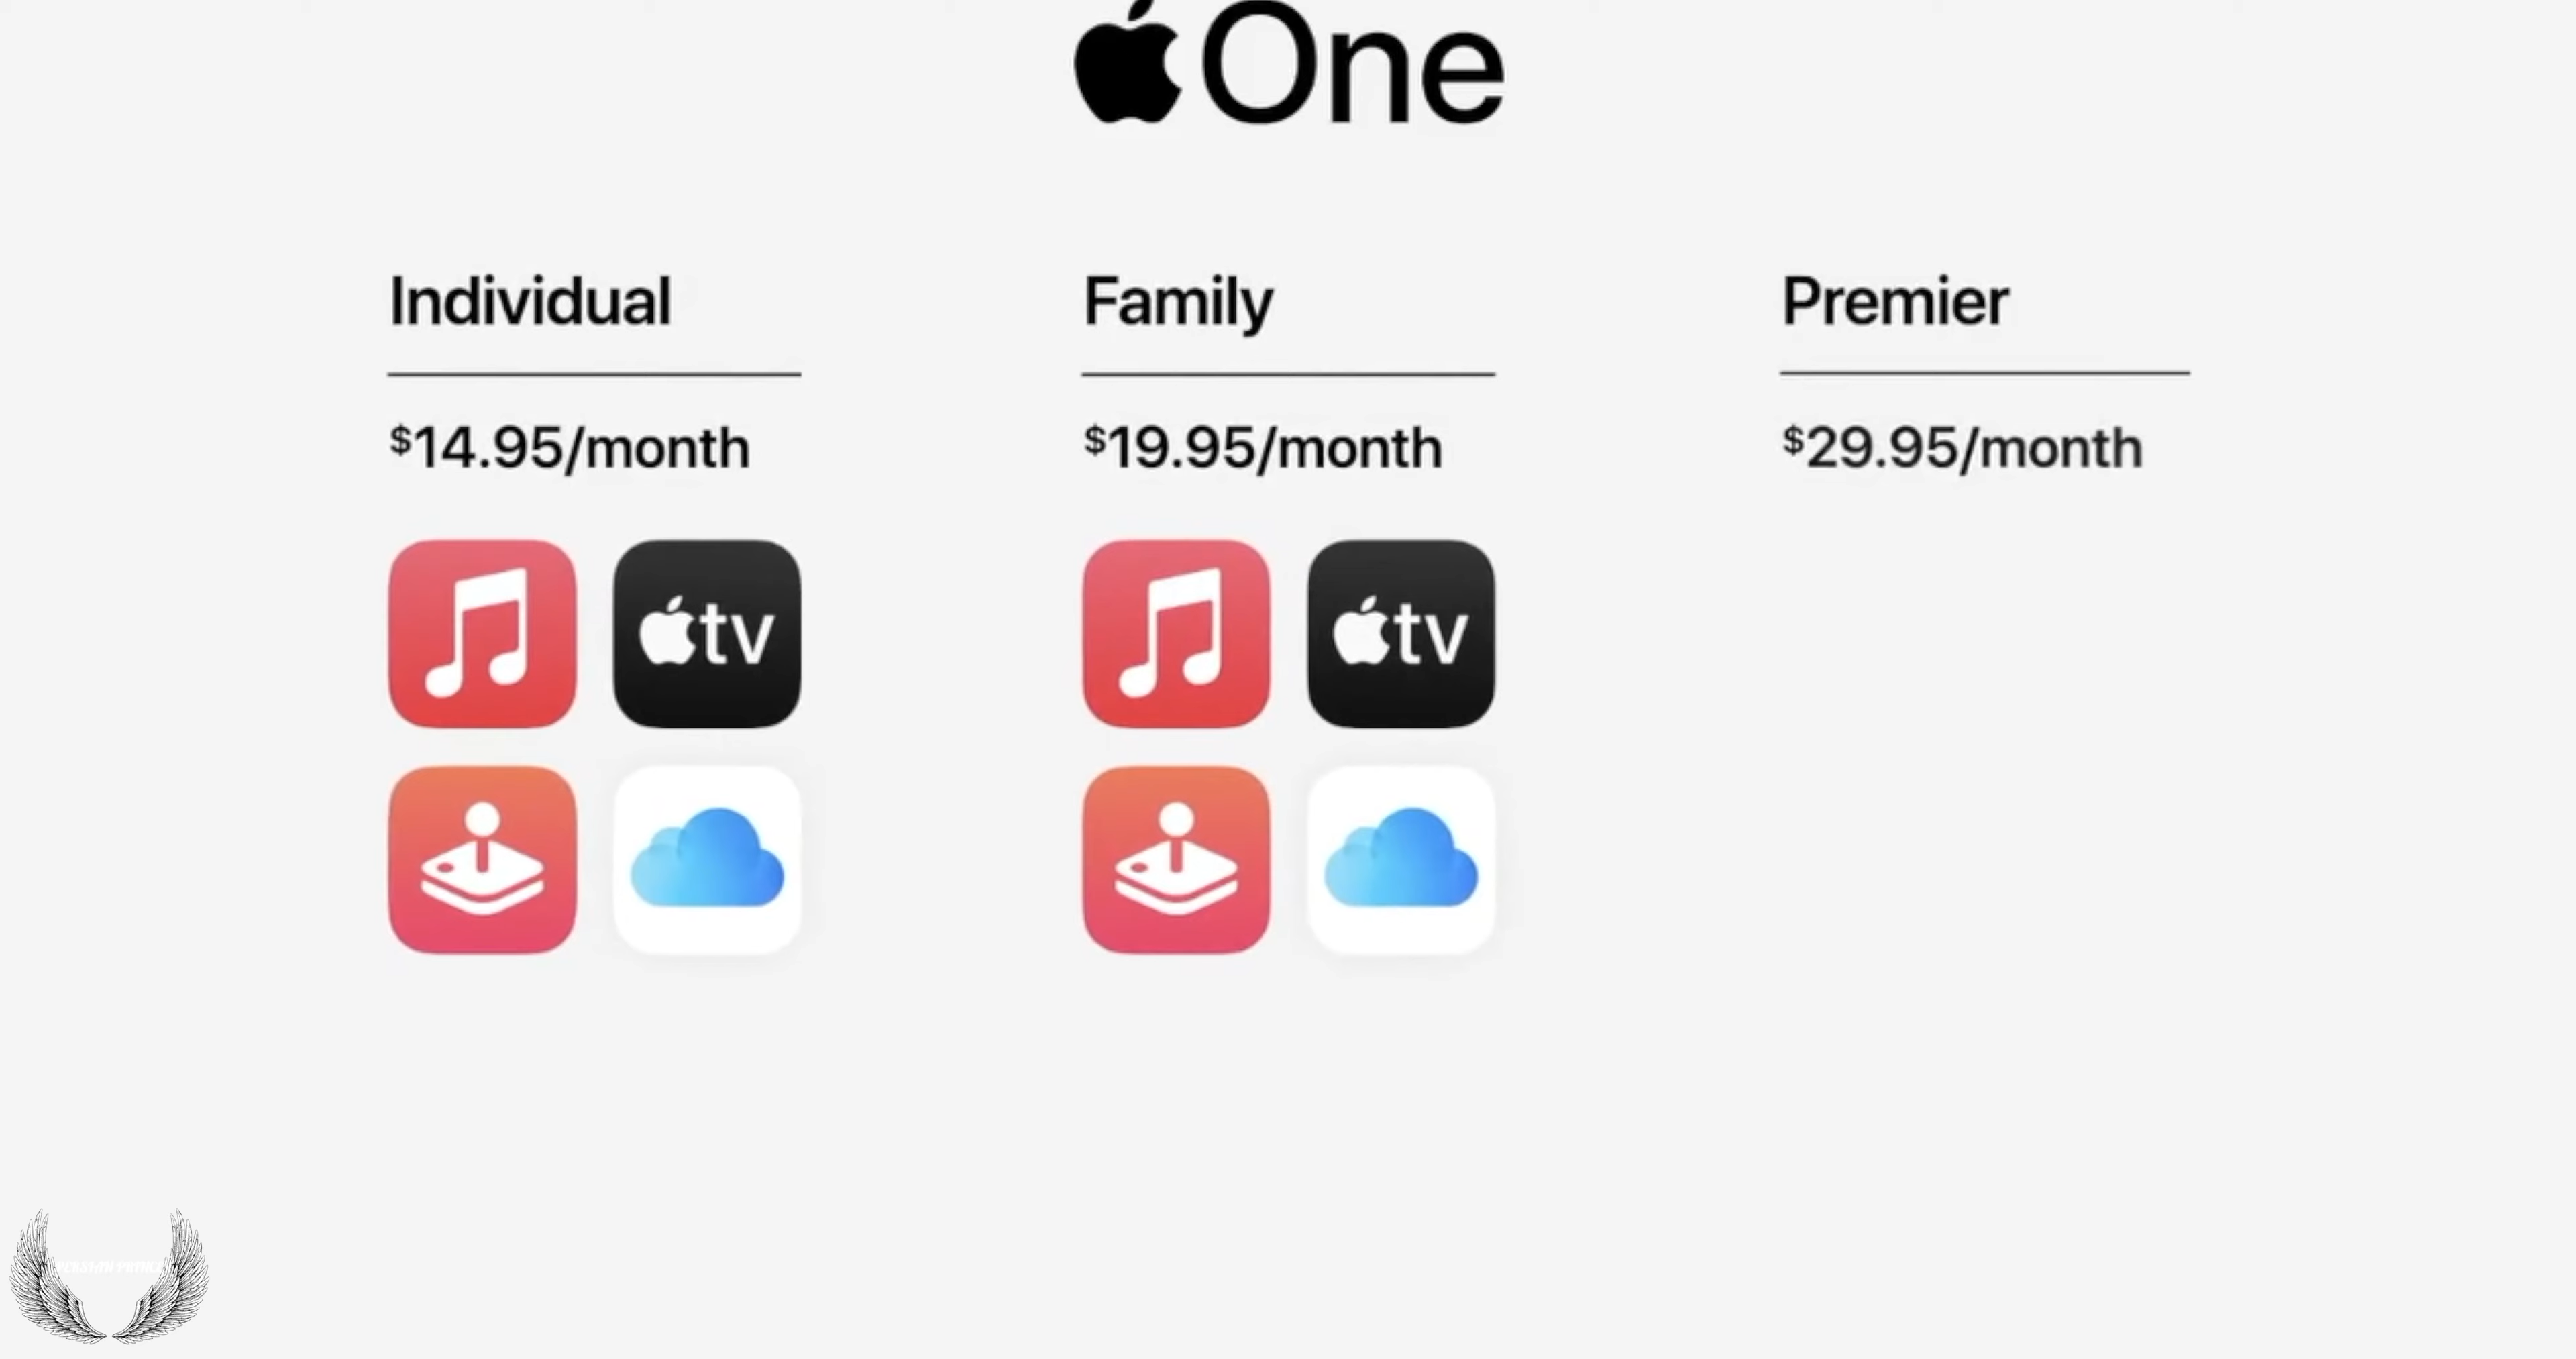 One
Individual
Family
Premier
$14.95/month
$19.95/month
$29.95/month
tv
tv